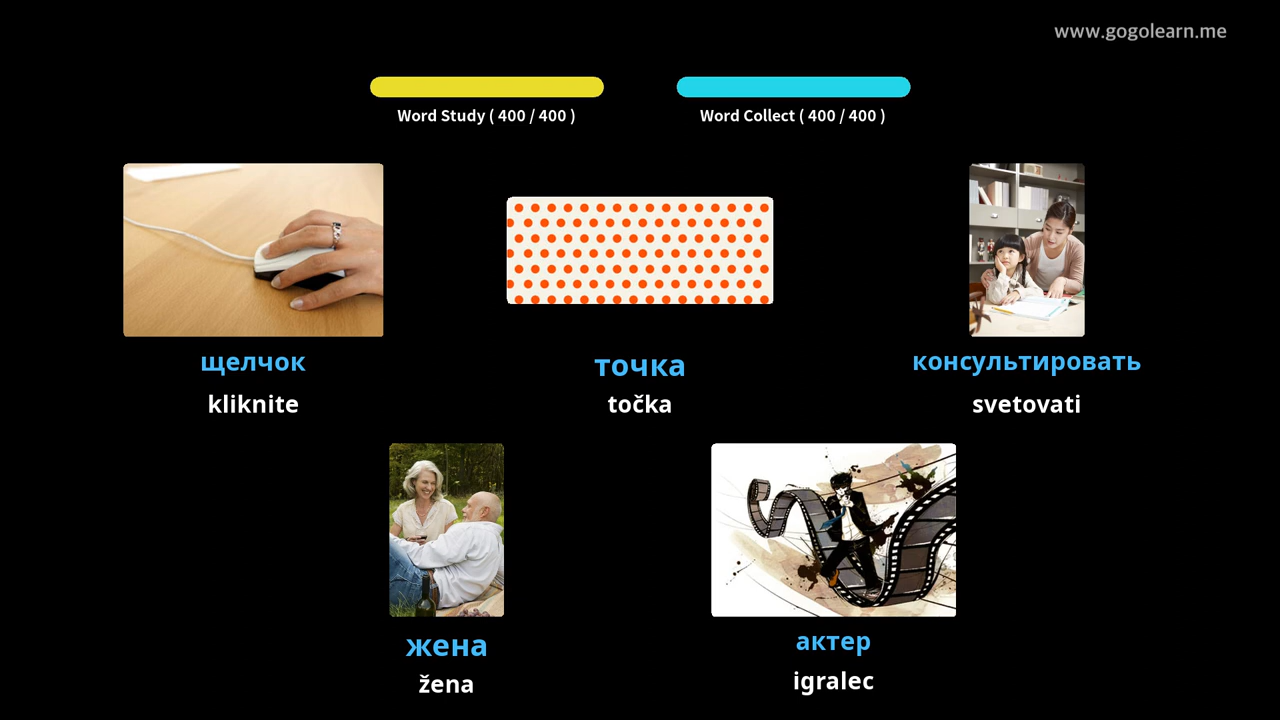 www.gogolearn.me
Word Study ( 400 / 400 )
Word Collect ( 400 / 400 )
щелчок
kliknite
точка
točka
консультировать
svetovati
жена
žena
актер
igralec